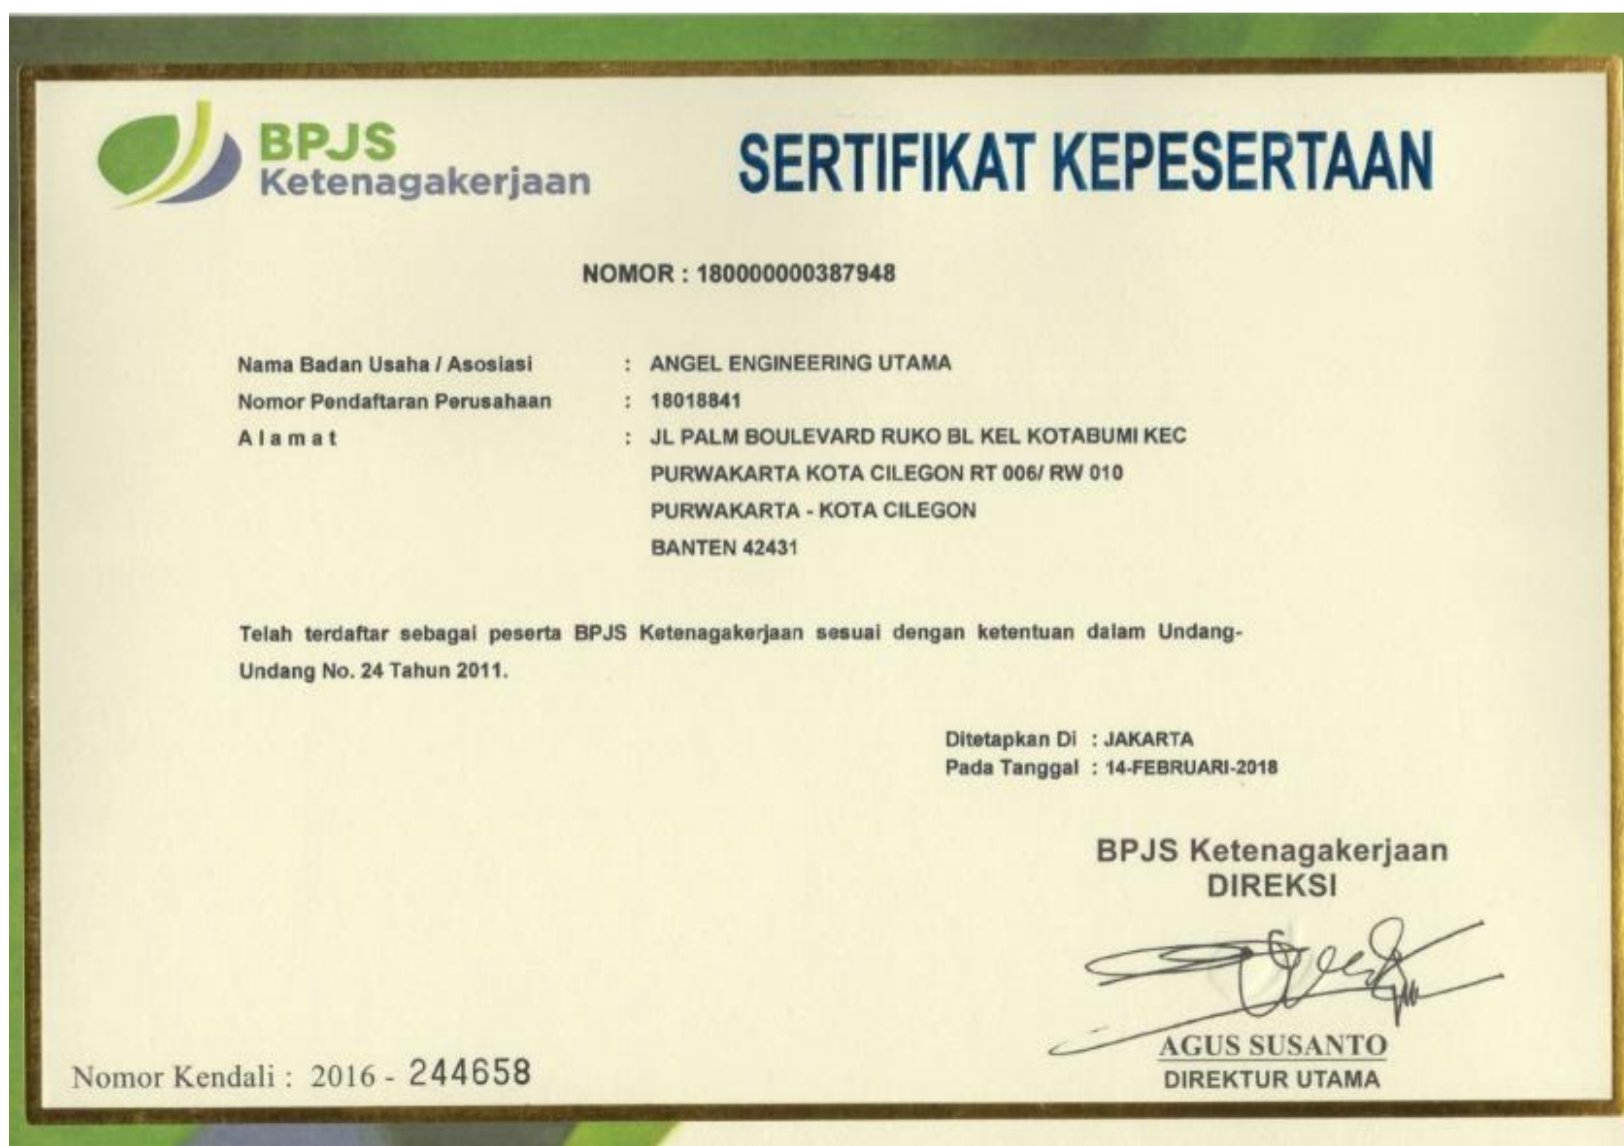 BPJS
Ketenagakerjaan
SERTIFIKAT KEPESERTAAN
NOMOR : 180000000387948
Nama Badan Usaha / Asosiasi : ANGEL ENGINEERING UTAMA
Nomor Pendaftaran Perusahaan : 18018841
Alamat : JL PALM BOULEVARD RUKO BL KEL KOTABUMI KEC
PURWAKARTA KOTA CILEGON RT 006/ RW 010
PURWAKARTA - KOTA CILEGON
BANTEN 42431
Telah terdaftar sebagai peserta BPJS Ketenagakerjaan sesuai dengan ketentuan dalam Undang-
Undang No. 24 Tahun 2011.
Ditetapkan Di : JAKARTA
Pada Tanggal : 14-FEBRUARI-2018
BPJS Ketenagakerjaan
DIREKSI
AGUS SUSANTO
DIREKTUR UTAMA
Nomor Kendali : 2016 - 244658